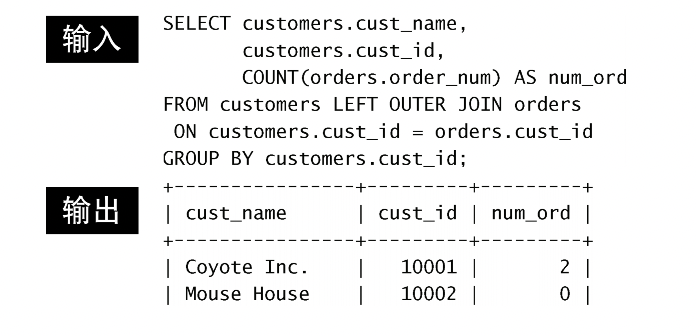 输入
SELECT customers.cust_name,
customers.cust_id,
COUNT(orders.order_num) AS num_ord
FROM customers LEFT OUTER JOIN orders
ON customers.cust_id = orders.cust_id
GROUP BY customers.cust_id;
输出
+----------------+---------+---------+
| cust_name | cust_id | num_ord |
+----------------+---------+---------+
| Coyote Inc. | 10001 | 2 |
| Mouse House | 10002 | 0 |